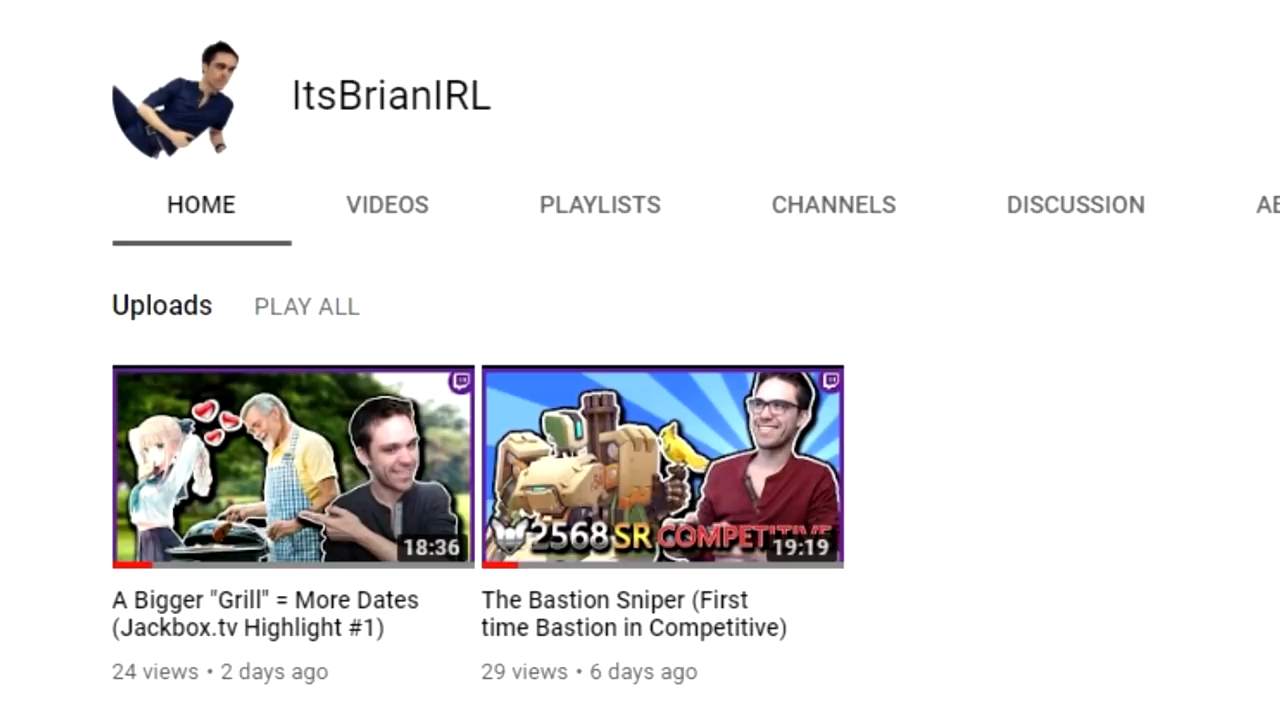 ItsBrianIRL
HOME VIDEOS PLAYLISTS CHANNELS DISCUSSION
Uploads PLAY ALL
18:36
2568 SR COMPETITIVE
19:19
A Bigger "Grill" = More Dates
(Jackbox.tv Highlight #1)
24 views • 2 days ago
The Bastion Sniper (First
time Bastion in Competitive)
29 views • 6 days ago